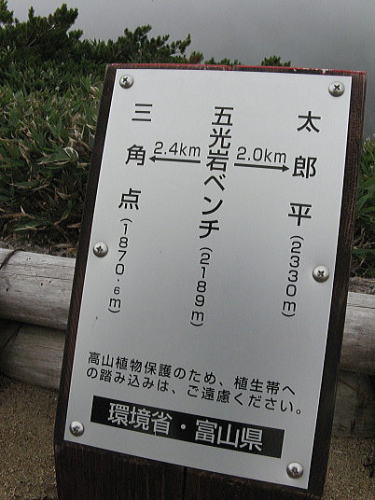 太郎平(2330m)
2.0km
五光岩ベンチ(2189m)
2.4km
三角点(1870.6m)
高山植物保護のため、植生帯へ
の踏み込みは、ご遠慮ください。
環境省・富山県